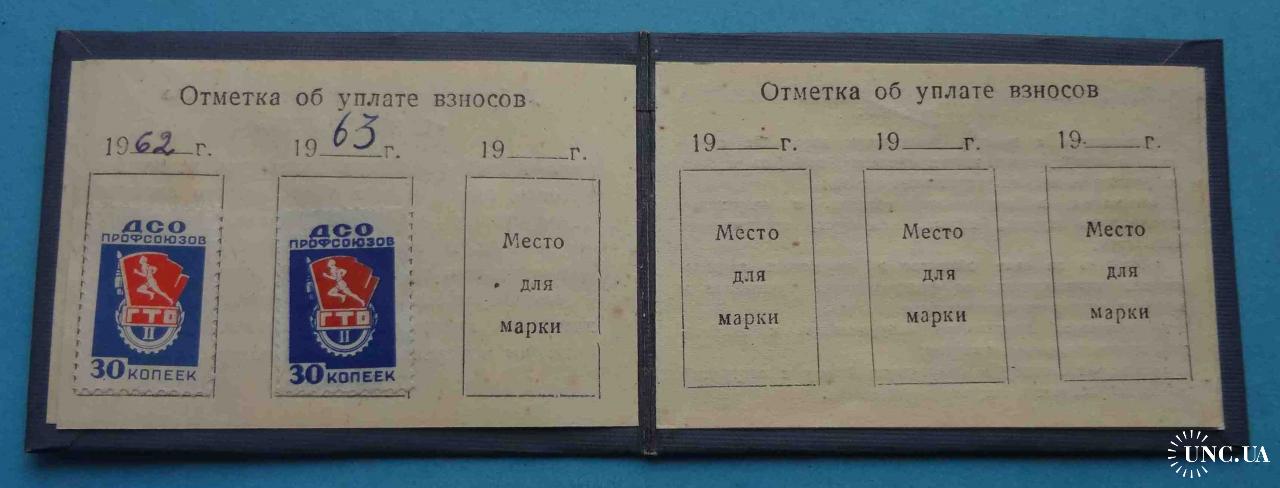 Отметка об уплате взносов
1962 г. 1963 г. 19 г.
ДСО
ПРОФСОЮЗОВ
ГТО
II
30 КОПЕЕК
ДСО
ПРОФСОЮЗОВ
ГТО
II
30 КОПЕЕК
Место
для
марки
Отметка об уплате взносов
19 г. 19 г. 19 г.
Место
для
марки
Место
для
марки
Место
для
марки
UNC.UA